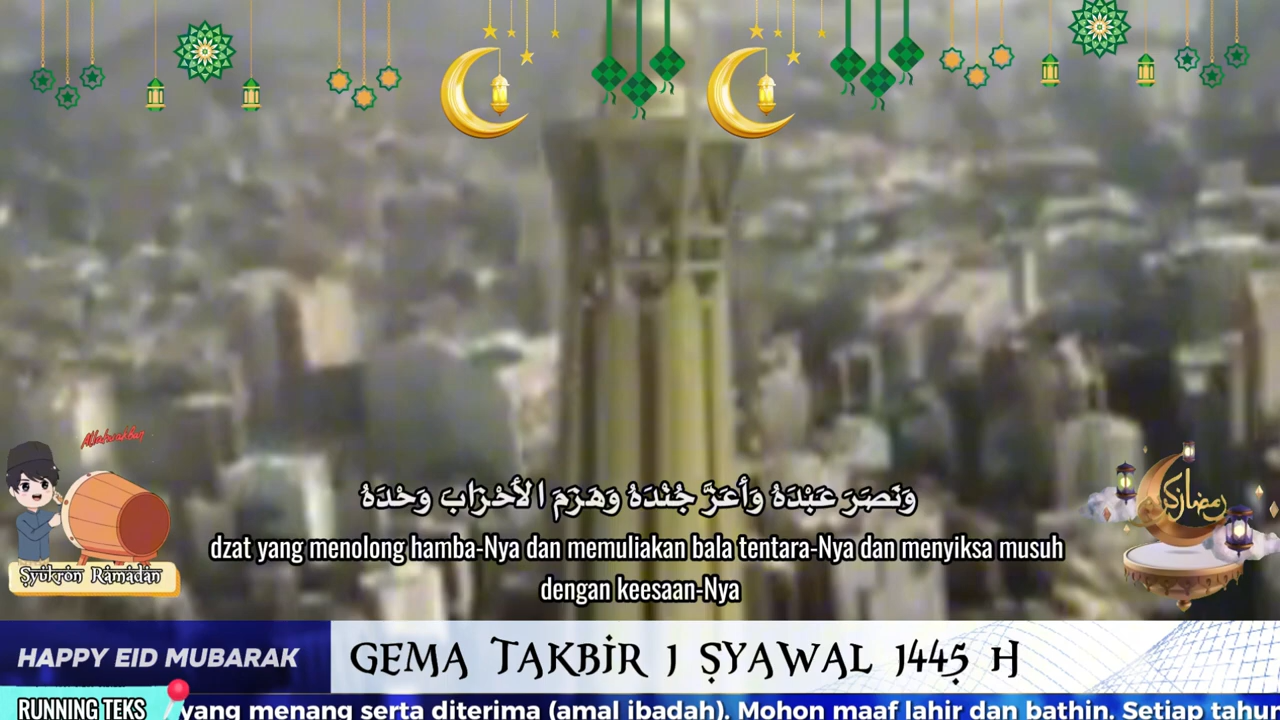 Allahuakbar
وَنَصَرَ عَبْدَهُ وَأَعَزَّ جُنْدَهُ وَهَزَمَ الأَحْزَابَ وَحْدَهُ
dzat yang menolong hamba-Nya dan memuliakan bala tentara-Nya dan menyiksa musuh
dengan keesaan-Nya
Syukron Ramadan
HAPPY EID MUBARAK
GEMA TAKBIR 1 SYAWAL 1445 H
RUNNING TEKS
yang menang serta diterima (amal ibadah). Mohon maaf lahir dan bathin. Setiap tahun